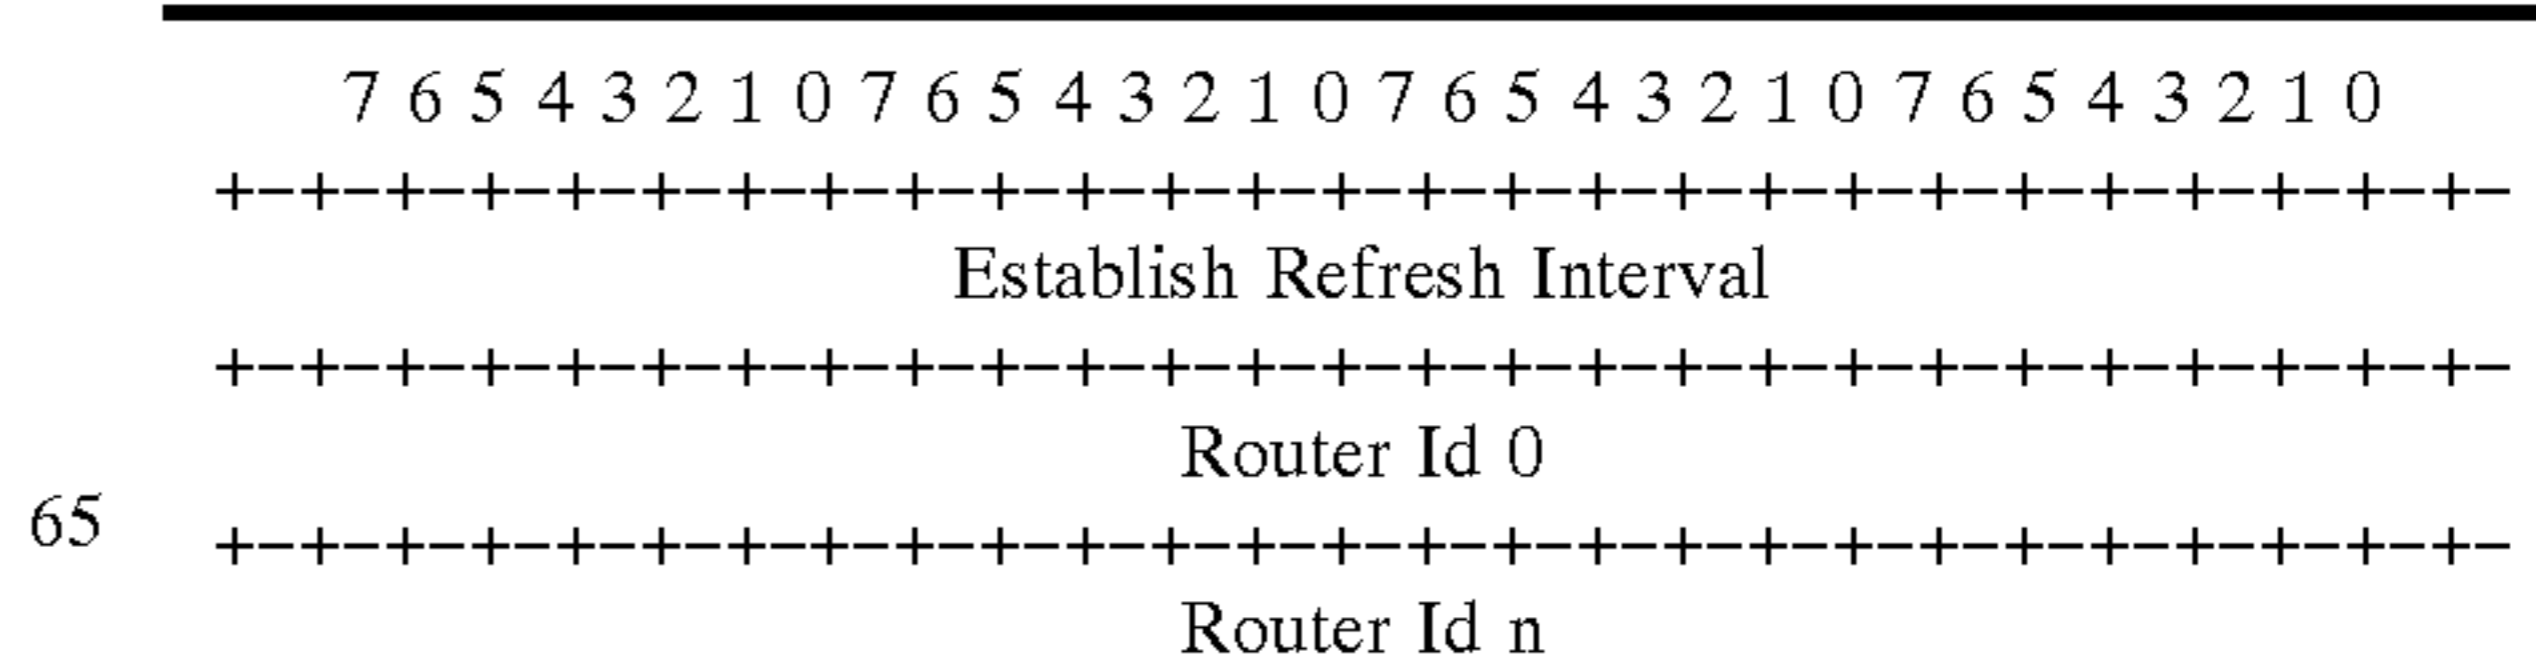 7 6 5 4 3 2 1 0 7 6 5 4 3 2 1 0 7 6 5 4 3 2 1 0 7 6 5 4 3 2 1 0
+-+-+-+-+-+-+-+-+-+-+-+-+-+-+-+-+-+-+-+-+-+-+-+-+-+-+-
Establish Refresh Interval
+-+-+-+-+-+-+-+-+-+-+-+-+-+-+-+-+-+-+-+-+-+-+-+-+-+-+-
Router Id 0
65 +-+-+-+-+-+-+-+-+-+-+-+-+-+-+-+-+-+-+-+-+-+-+-+-+-+-+-
Router Id n